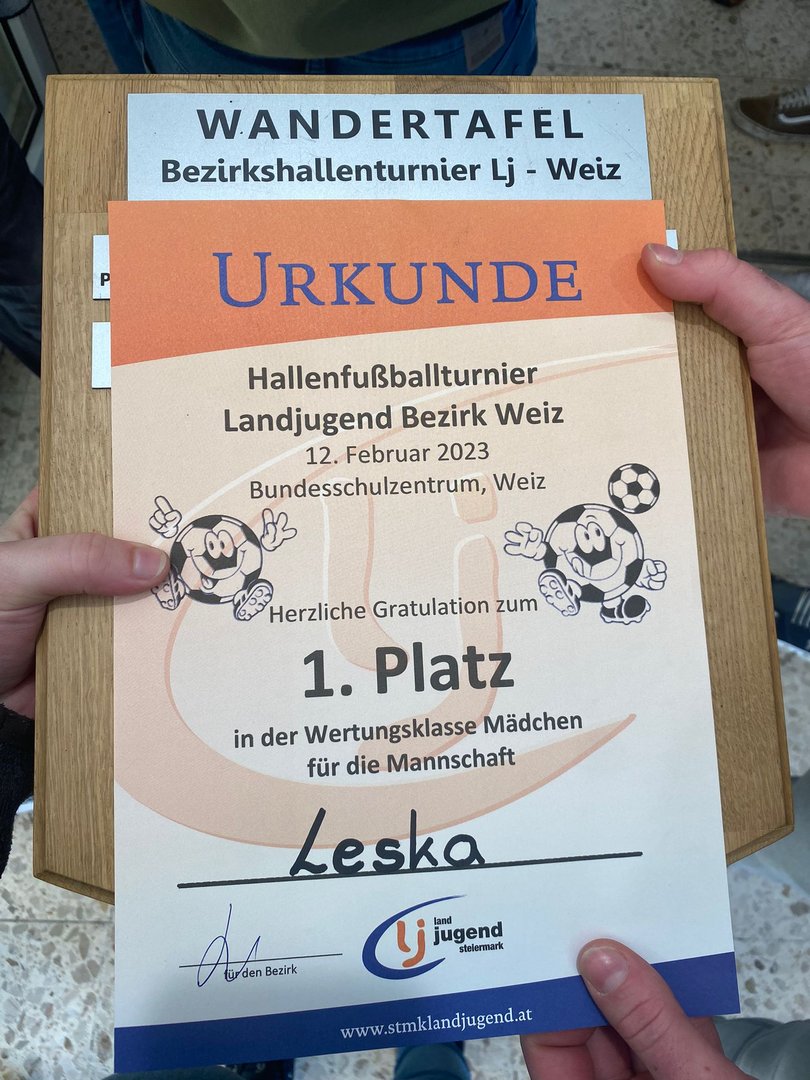 WANDERTAFEL
Bezirkshallenturnier Lj - Weiz
P
URKUNDE
Hallenfußballturnier
Landjugend Bezirk Weiz
12. Februar 2023
Bundesschulzentrum, Weiz
Herzliche Gratulation zum
1. Platz
in der Wertungsklasse Mädchen
für die Mannschaft
Leska
für den Bezirk
lj land
jugend
steiermark
www.stmklandjugend.at